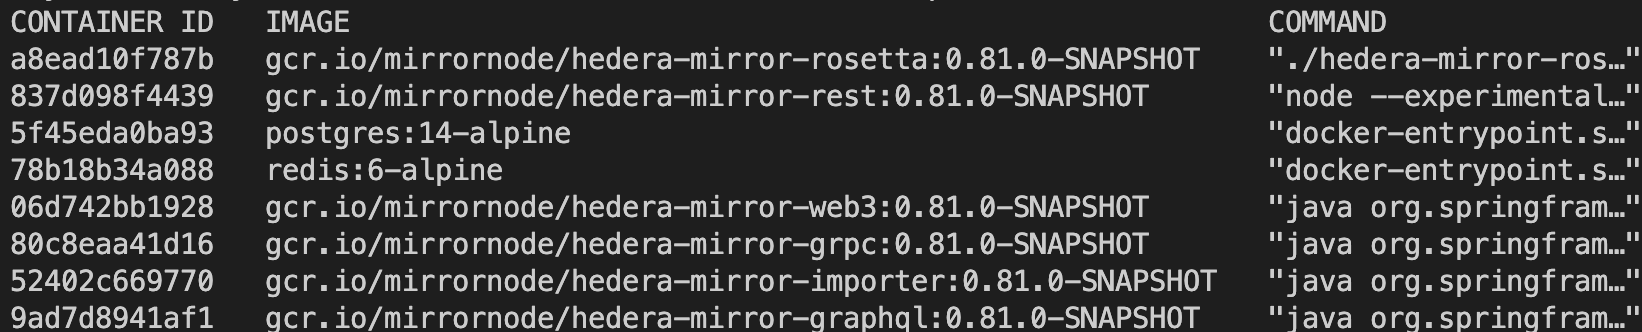 CONTAINER ID   IMAGE                                                    COMMAND
a8ead10f787b   gcr.io/mirrornode/hedera-mirror-rosetta:0.81.0-SNAPSHOT    "./hedera-mirror-ros…"
837d098f4439   gcr.io/mirrornode/hedera-mirror-rest:0.81.0-SNAPSHOT       "node --experimental…"
5f45eda0ba93   postgres:14-alpine                                         "docker-entrypoint.s…"
78b18b34a088   redis:6-alpine                                             "docker-entrypoint.s…"
06d742bb1928   gcr.io/mirrornode/hedera-mirror-web3:0.81.0-SNAPSHOT       "java org.springfram…"
80c8eaa41d16   gcr.io/mirrornode/hedera-mirror-grpc:0.81.0-SNAPSHOT       "java org.springfram…"
52402c669770   gcr.io/mirrornode/hedera-mirror-importer:0.81.0-SNAPSHOT   "java org.springfram…"
9ad7d8941af1   gcr.io/mirrornode/hedera-mirror-graphql:0.81.0-SNAPSHOT    "java org.springfram…"